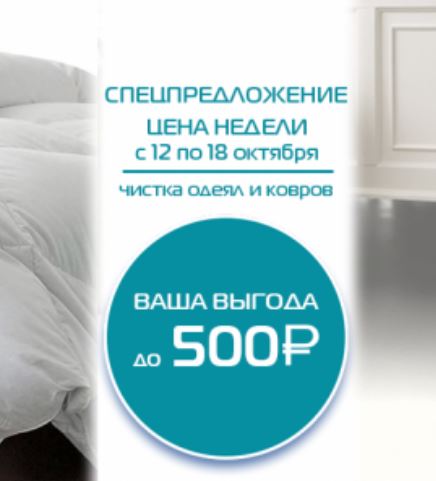 СПЕЦПРЕДЛОЖЕНИЕ
ЦЕНА НЕДЕЛИ
с 12 по 18 октября
чистка одеял и ковров
ВАША ВЫГОДА
до 500₽